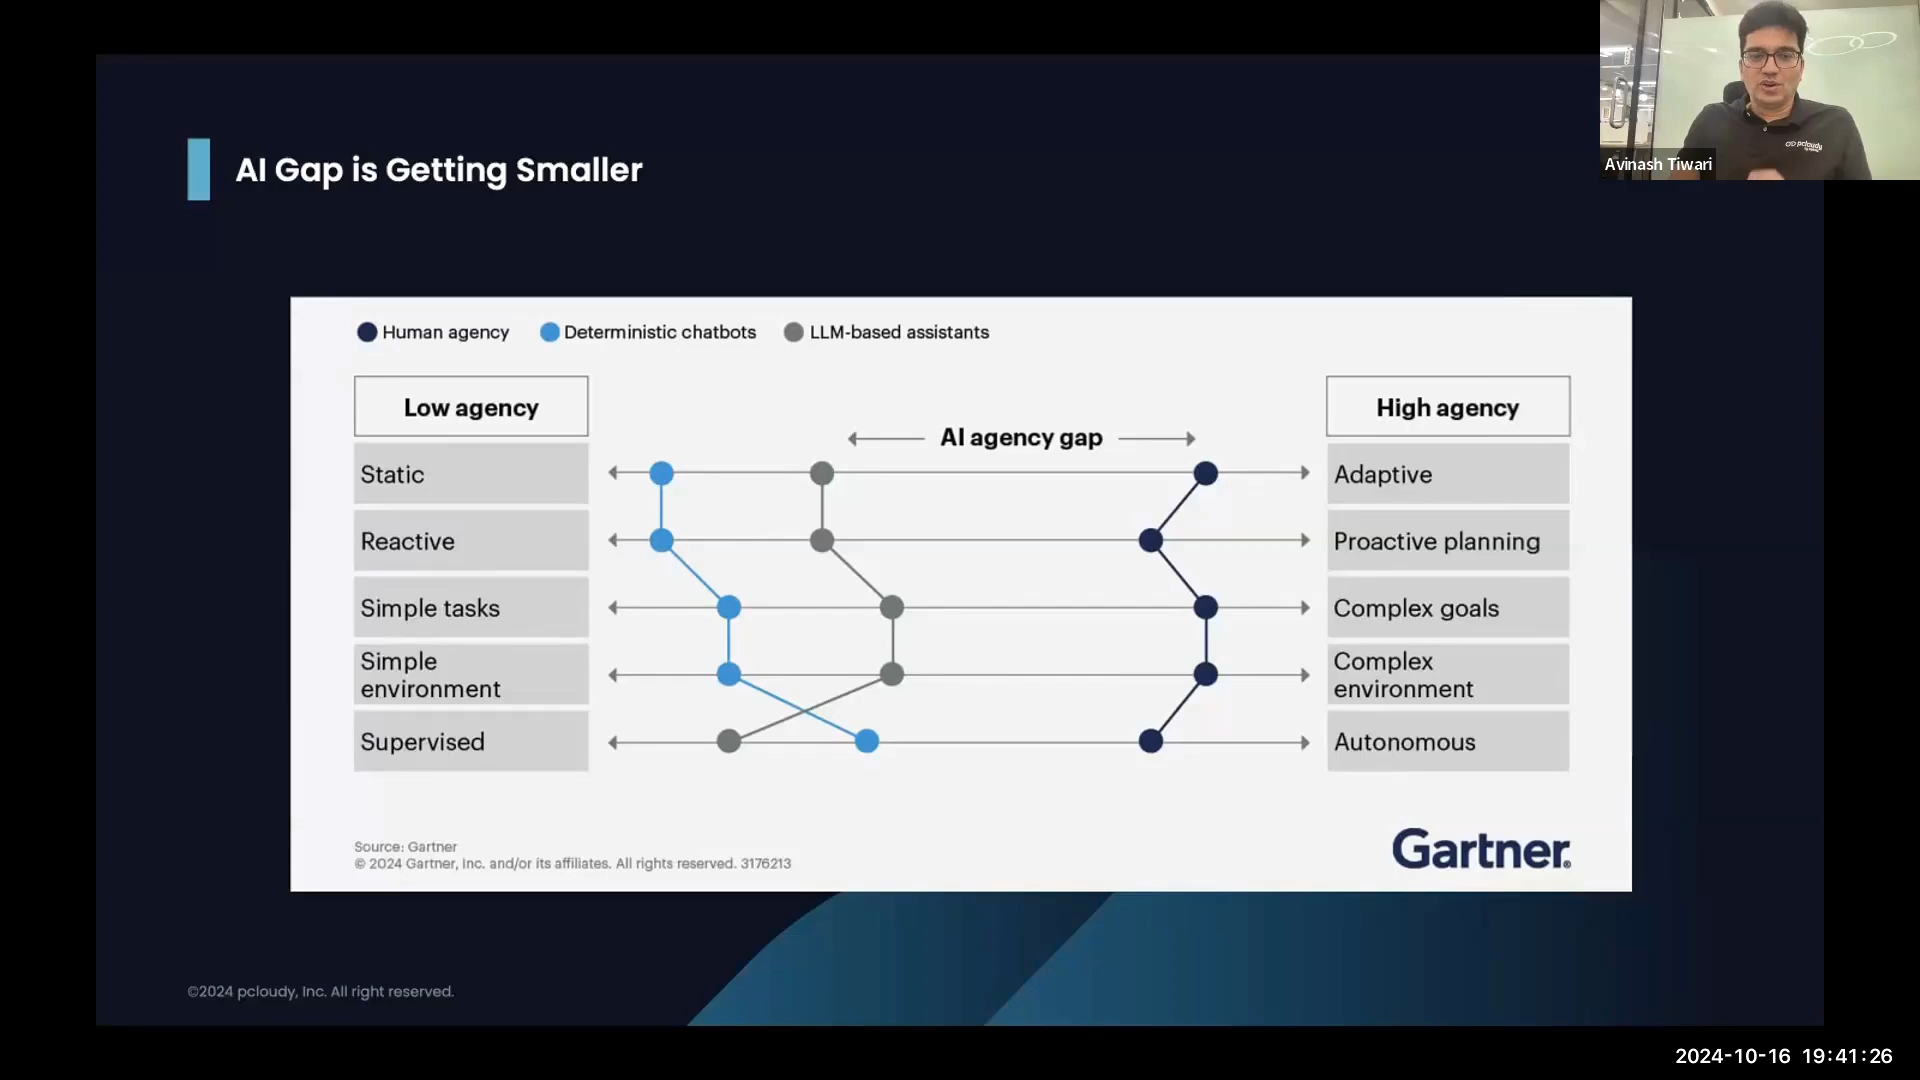 AI Gap is Getting Smaller
Avinash Tiwari
pcloudy
Human agency
Deterministic chatbots
LLM-based assistants
Low agency
High agency
AI agency gap
Static
Adaptive
Reactive
Proactive planning
Simple tasks
Complex goals
Simple
environment
Complex
environment
Supervised
Autonomous
Source: Gartner
© 2024 Gartner, Inc. and/or its affiliates. All rights reserved. 3176213
Gartner®
©2024 pcloudy, Inc. All right reserved.
2024-10-16 19:41:26